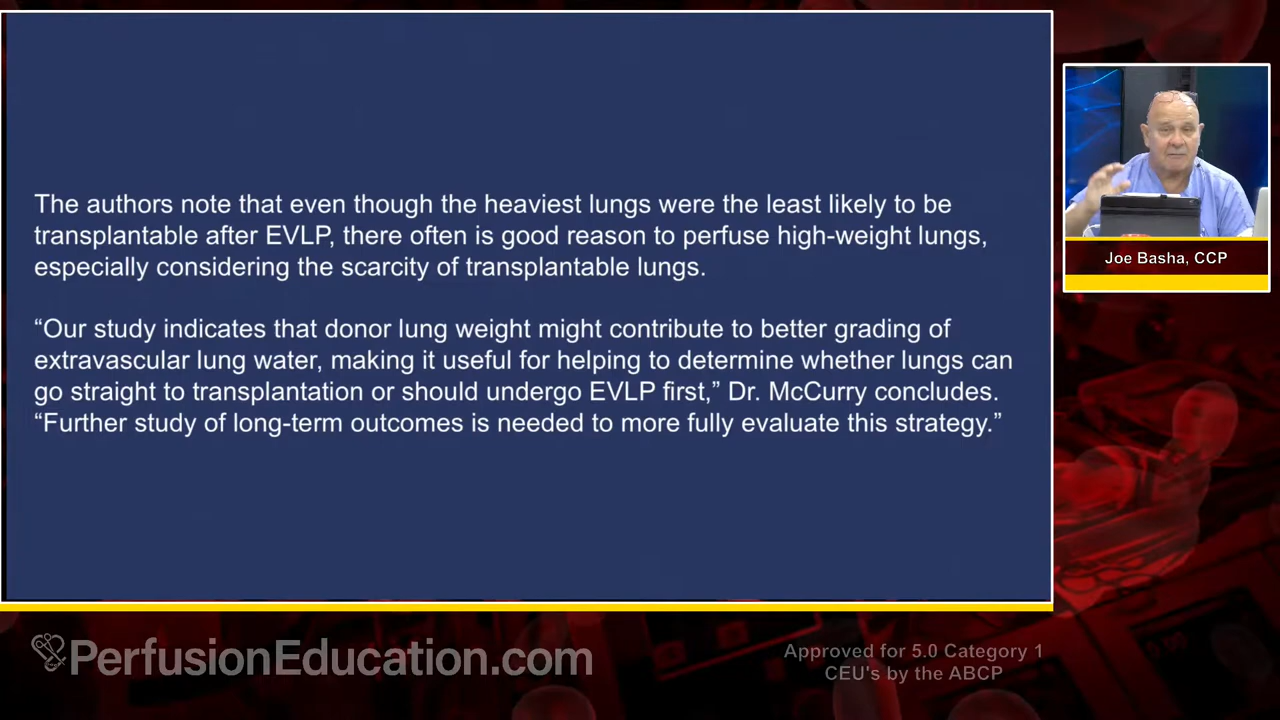 The authors note that even though the heaviest lungs were the least likely to be
transplantable after EVLP, there often is good reason to perfuse high-weight lungs,
especially considering the scarcity of transplantable lungs.
“Our study indicates that donor lung weight might contribute to better grading of
extravascular lung water, making it useful for helping to determine whether lungs can
go straight to transplantation or should undergo EVLP first,” Dr. McCurry concludes.
“Further study of long-term outcomes is needed to more fully evaluate this strategy.”
Joe Basha, CCP
PerfusionEducation.com
Approved for 5.0 Category 1
CEU's by the ABCP